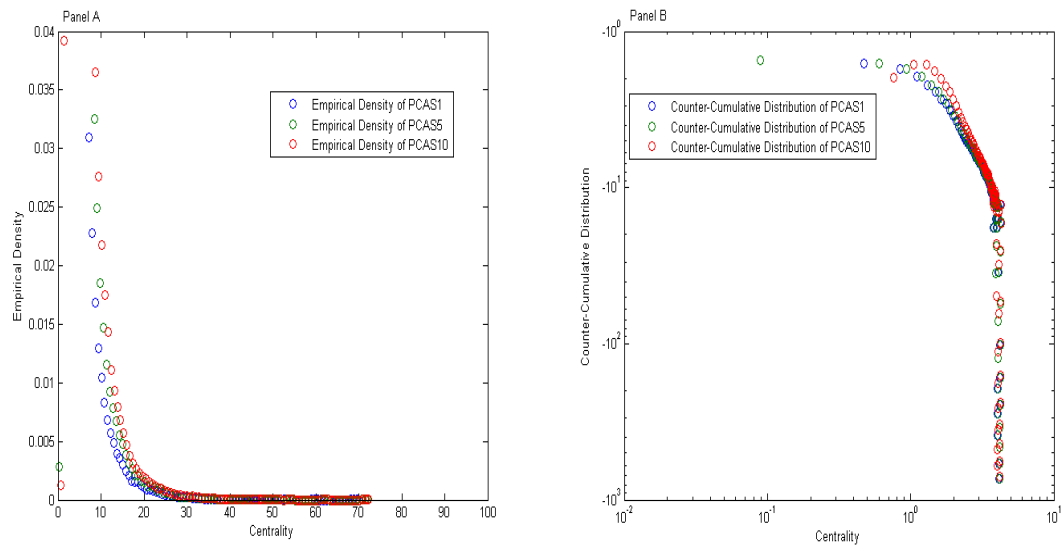 Panel A
0.04
0.035
0.03
0.025
0.02
0.015
0.01
0.005
0
Empirical Density
Empirical Density of PCAS1
Empirical Density of PCAS5
Empirical Density of PCAS10
0 10 20 30 40 50 60 70 80 90 100
Centrality
Panel B
-10^0
-10^1
-10^2
-10^3
Counter-Cumulative Distribution
Counter-Cumulative Distribution of PCAS1
Counter-Cumulative Distribution of PCAS5
Counter-Cumulative Distribution of PCAS10
10^-2 10^-1 10^0 10^1
Centrality